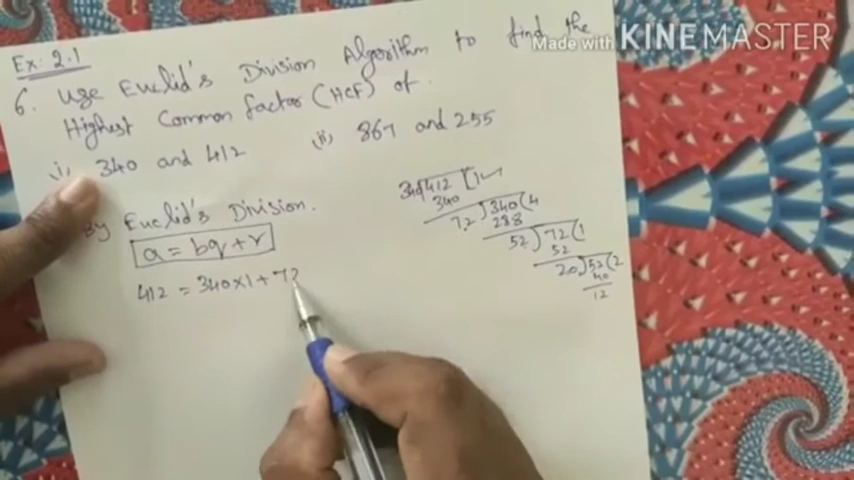 Made with KINEMASTER
Ex: 2.1
6. Use Euclid's Division Algorithm to find the
Highest Common factor (HCF) of
(i) 340 and 412 (ii) 867 and 255
By Euclid's Division.
a = bq + r
412 = 340 x 1 + 72
340) 412 (1
340
72) 340 (4
288
52) 72 (1
52
20) 52 (2
40
12